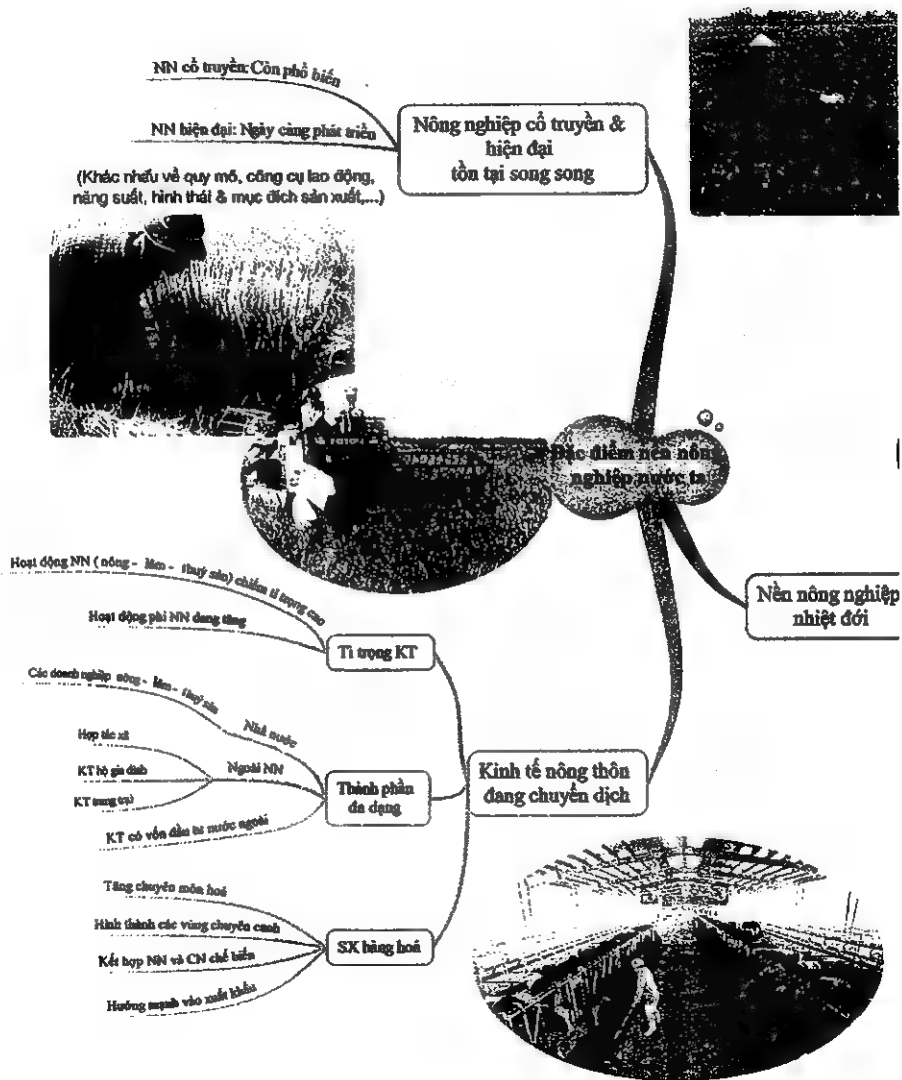 NN cổ truyền: Còn phổ biến
NN hiện đại: Ngày càng phát triển
(Khác nhau về quy mô, công cụ lao động,
năng suất, hình thái & mục đích sản xuất,...)
Nông nghiệp cổ truyền &
hiện đại
tồn tại song song
Đặc điểm nền nông
nghiệp nước ta
Nền nông nghiệp
nhiệt đới
Kinh tế nông thôn
đang chuyển dịch
Tỉ trọng KT
Hoạt động NN ( nông - lâm - thuỷ sản) chiếm tỉ trọng cao
Hoạt động phi NN đang tăng
Thành phần
đa dạng
Nhà nước
Các doanh nghiệp nông - lâm - thuỷ sản
Ngoài NN
Hợp tác xã
KT hộ gia đình
KT trang trại
KT có vốn đầu tư nước ngoài
SX hàng hoá
Tăng chuyên môn hoá
Hình thành các vùng chuyên canh
Kết hợp NN và CN chế biến
Hướng mạnh vào xuất khẩu